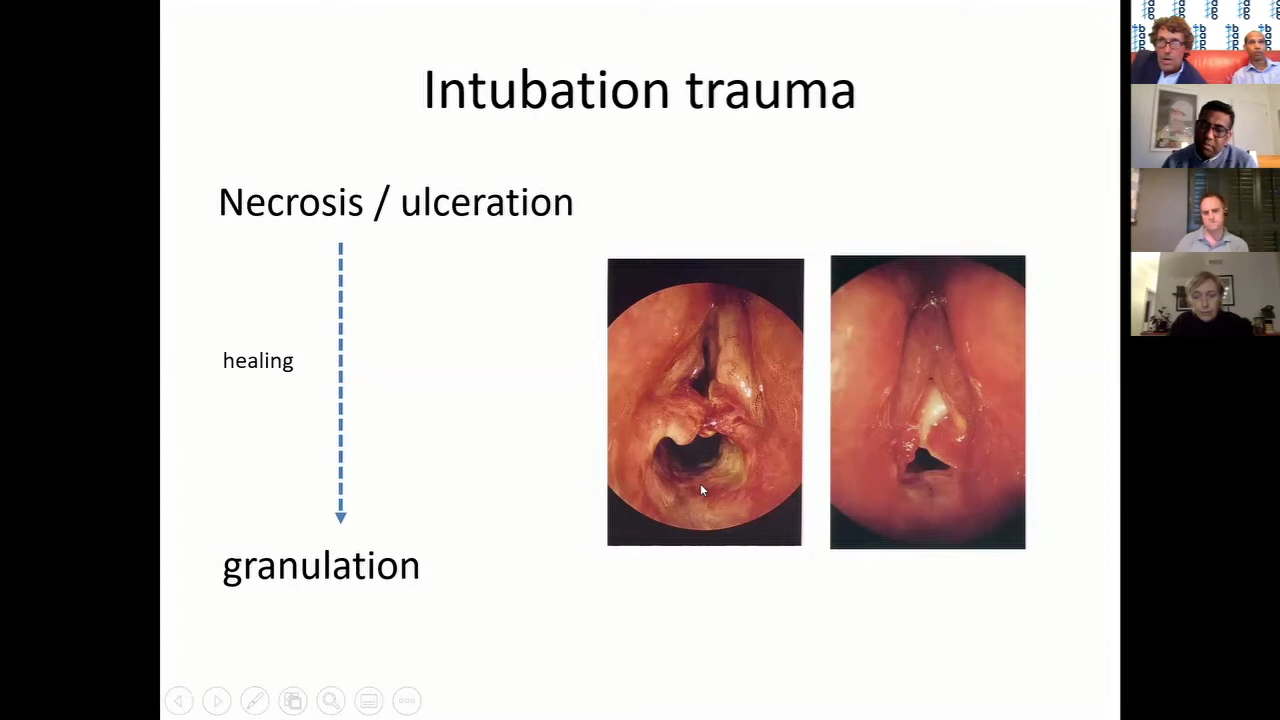 Intubation trauma
Necrosis / ulceration
healing
granulation